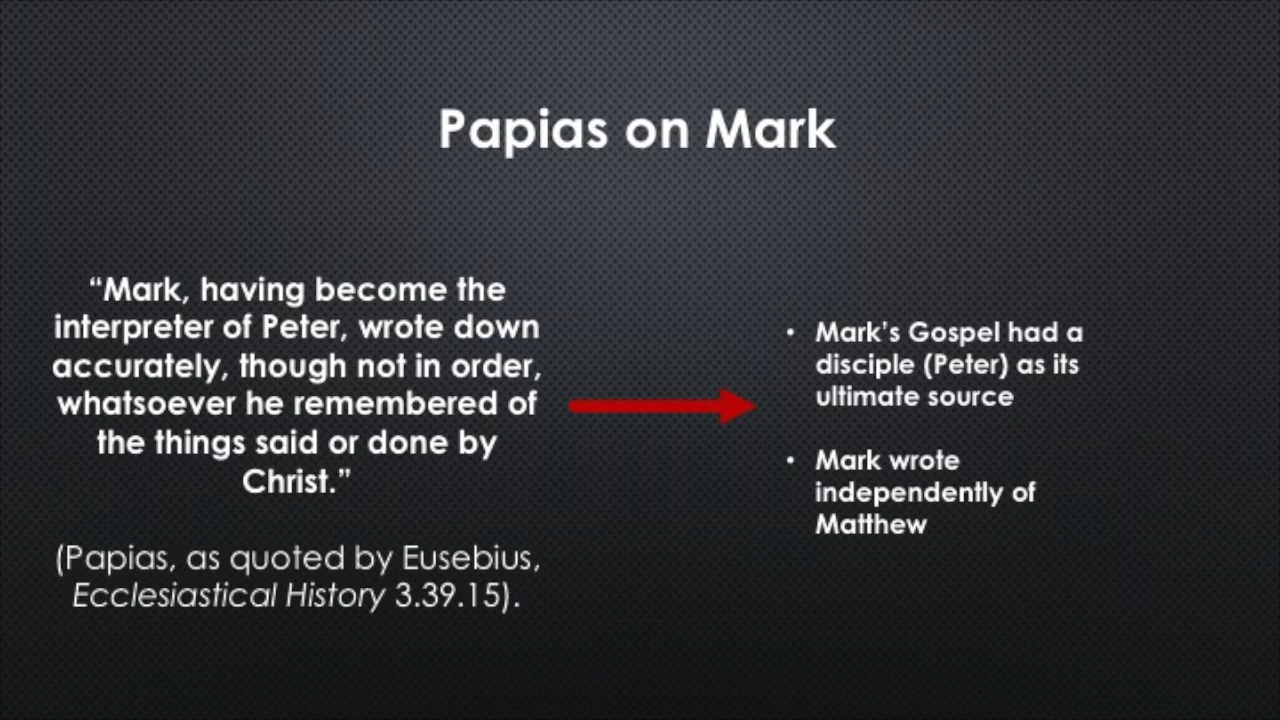 Papias on Mark
“Mark, having become the
interpreter of Peter, wrote down
accurately, though not in order,
whatsoever he remembered of
the things said or done by
Christ.”
(Papias, as quoted by Eusebius,
Ecclesiastical History 3.39.15).
• Mark’s Gospel had a
disciple (Peter) as its
ultimate source
• Mark wrote
independently of
Matthew